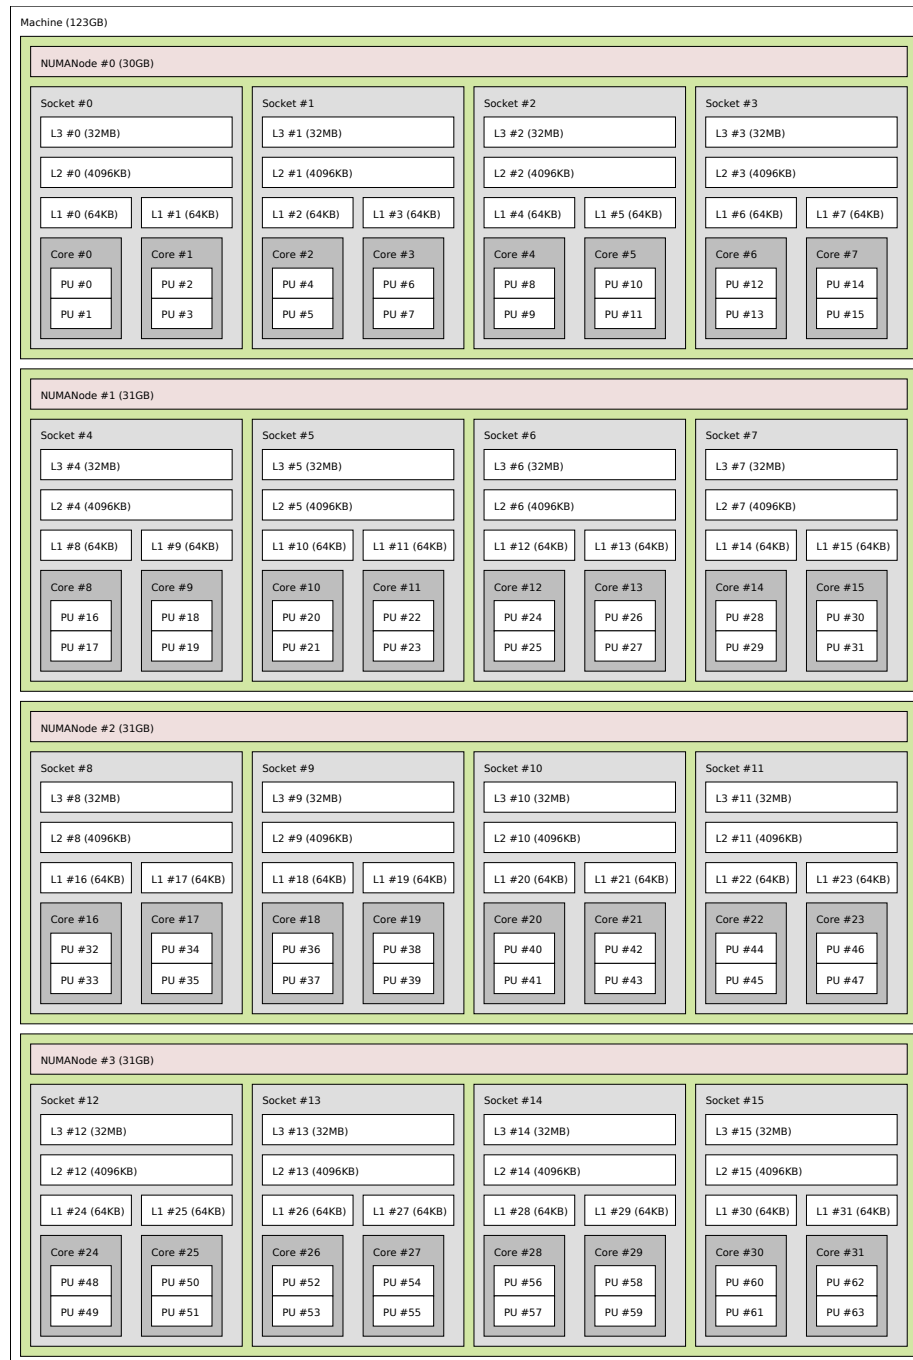 Machine (123GB)
NUMANode #0 (30GB)
Socket #0 Socket #1 Socket #2 Socket #3
L3 #0 (32MB) L3 #1 (32MB) L3 #2 (32MB) L3 #3 (32MB)
L2 #0 (4096KB) L2 #1 (4096KB) L2 #2 (4096KB) L2 #3 (4096KB)
L1 #0 (64KB) L1 #1 (64KB) L1 #2 (64KB) L1 #3 (64KB) L1 #4 (64KB) L1 #5 (64KB) L1 #6 (64KB) L1 #7 (64KB)
Core #0 Core #1 Core #2 Core #3 Core #4 Core #5 Core #6 Core #7
PU #0 PU #2 PU #4 PU #6 PU #8 PU #10 PU #12 PU #14
PU #1 PU #3 PU #5 PU #7 PU #9 PU #11 PU #13 PU #15
NUMANode #1 (31GB)
Socket #4 Socket #5 Socket #6 Socket #7
L3 #4 (32MB) L3 #5 (32MB) L3 #6 (32MB) L3 #7 (32MB)
L2 #4 (4096KB) L2 #5 (4096KB) L2 #6 (4096KB) L2 #7 (4096KB)
L1 #8 (64KB) L1 #9 (64KB) L1 #10 (64KB) L1 #11 (64KB) L1 #12 (64KB) L1 #13 (64KB) L1 #14 (64KB) L1 #15 (64KB)
Core #8 Core #9 Core #10 Core #11 Core #12 Core #13 Core #14 Core #15
PU #16 PU #18 PU #20 PU #22 PU #24 PU #26 PU #28 PU #30
PU #17 PU #19 PU #21 PU #23 PU #25 PU #27 PU #29 PU #31
NUMANode #2 (31GB)
Socket #8 Socket #9 Socket #10 Socket #11
L3 #8 (32MB) L3 #9 (32MB) L3 #10 (32MB) L3 #11 (32MB)
L2 #8 (4096KB) L2 #9 (4096KB) L2 #10 (4096KB) L2 #11 (4096KB)
L1 #16 (64KB) L1 #17 (64KB) L1 #18 (64KB) L1 #19 (64KB) L1 #20 (64KB) L1 #21 (64KB) L1 #22 (64KB) L1 #23 (64KB)
Core #16 Core #17 Core #18 Core #19 Core #20 Core #21 Core #22 Core #23
PU #32 PU #34 PU #36 PU #38 PU #40 PU #42 PU #44 PU #46
PU #33 PU #35 PU #37 PU #39 PU #41 PU #43 PU #45 PU #47
NUMANode #3 (31GB)
Socket #12 Socket #13 Socket #14 Socket #15
L3 #12 (32MB) L3 #13 (32MB) L3 #14 (32MB) L3 #15 (32MB)
L2 #12 (4096KB) L2 #13 (4096KB) L2 #14 (4096KB) L2 #15 (4096KB)
L1 #24 (64KB) L1 #25 (64KB) L1 #26 (64KB) L1 #27 (64KB) L1 #28 (64KB) L1 #29 (64KB) L1 #30 (64KB) L1 #31 (64KB)
Core #24 Core #25 Core #26 Core #27 Core #28 Core #29 Core #30 Core #31
PU #48 PU #50 PU #52 PU #54 PU #56 PU #58 PU #60 PU #62
PU #49 PU #51 PU #53 PU #55 PU #57 PU #59 PU #61 PU #63